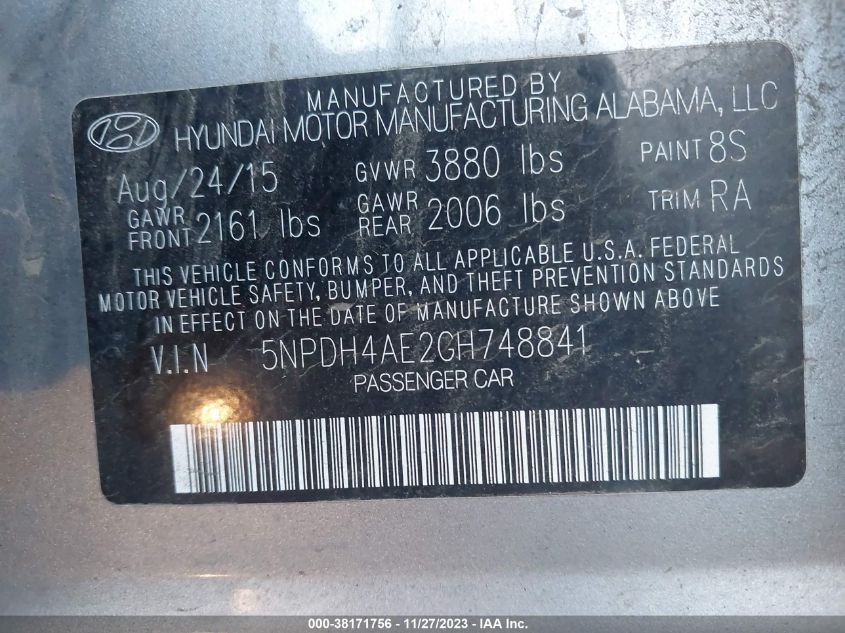 MANUFACTURED BY
HYUNDAI MOTOR MANUFACTURING ALABAMA, LLC
Aug/24/15 GVWR 3880 lbs PAINT 8S
GAWR FRONT 2161 lbs GAWR REAR 2006 lbs TRIM RA
THIS VEHICLE CONFORMS TO ALL APPLICABLE U.S.A. FEDERAL
MOTOR VEHICLE SAFETY, BUMPER, AND THEFT PREVENTION STANDARDS
IN EFFECT ON THE DATE OF MANUFACTURE SHOWN ABOVE
V.I.N 5NPDH4AE2GH748841
PASSENGER CAR
000-38171756 - 11/27/2023 - IAA Inc.